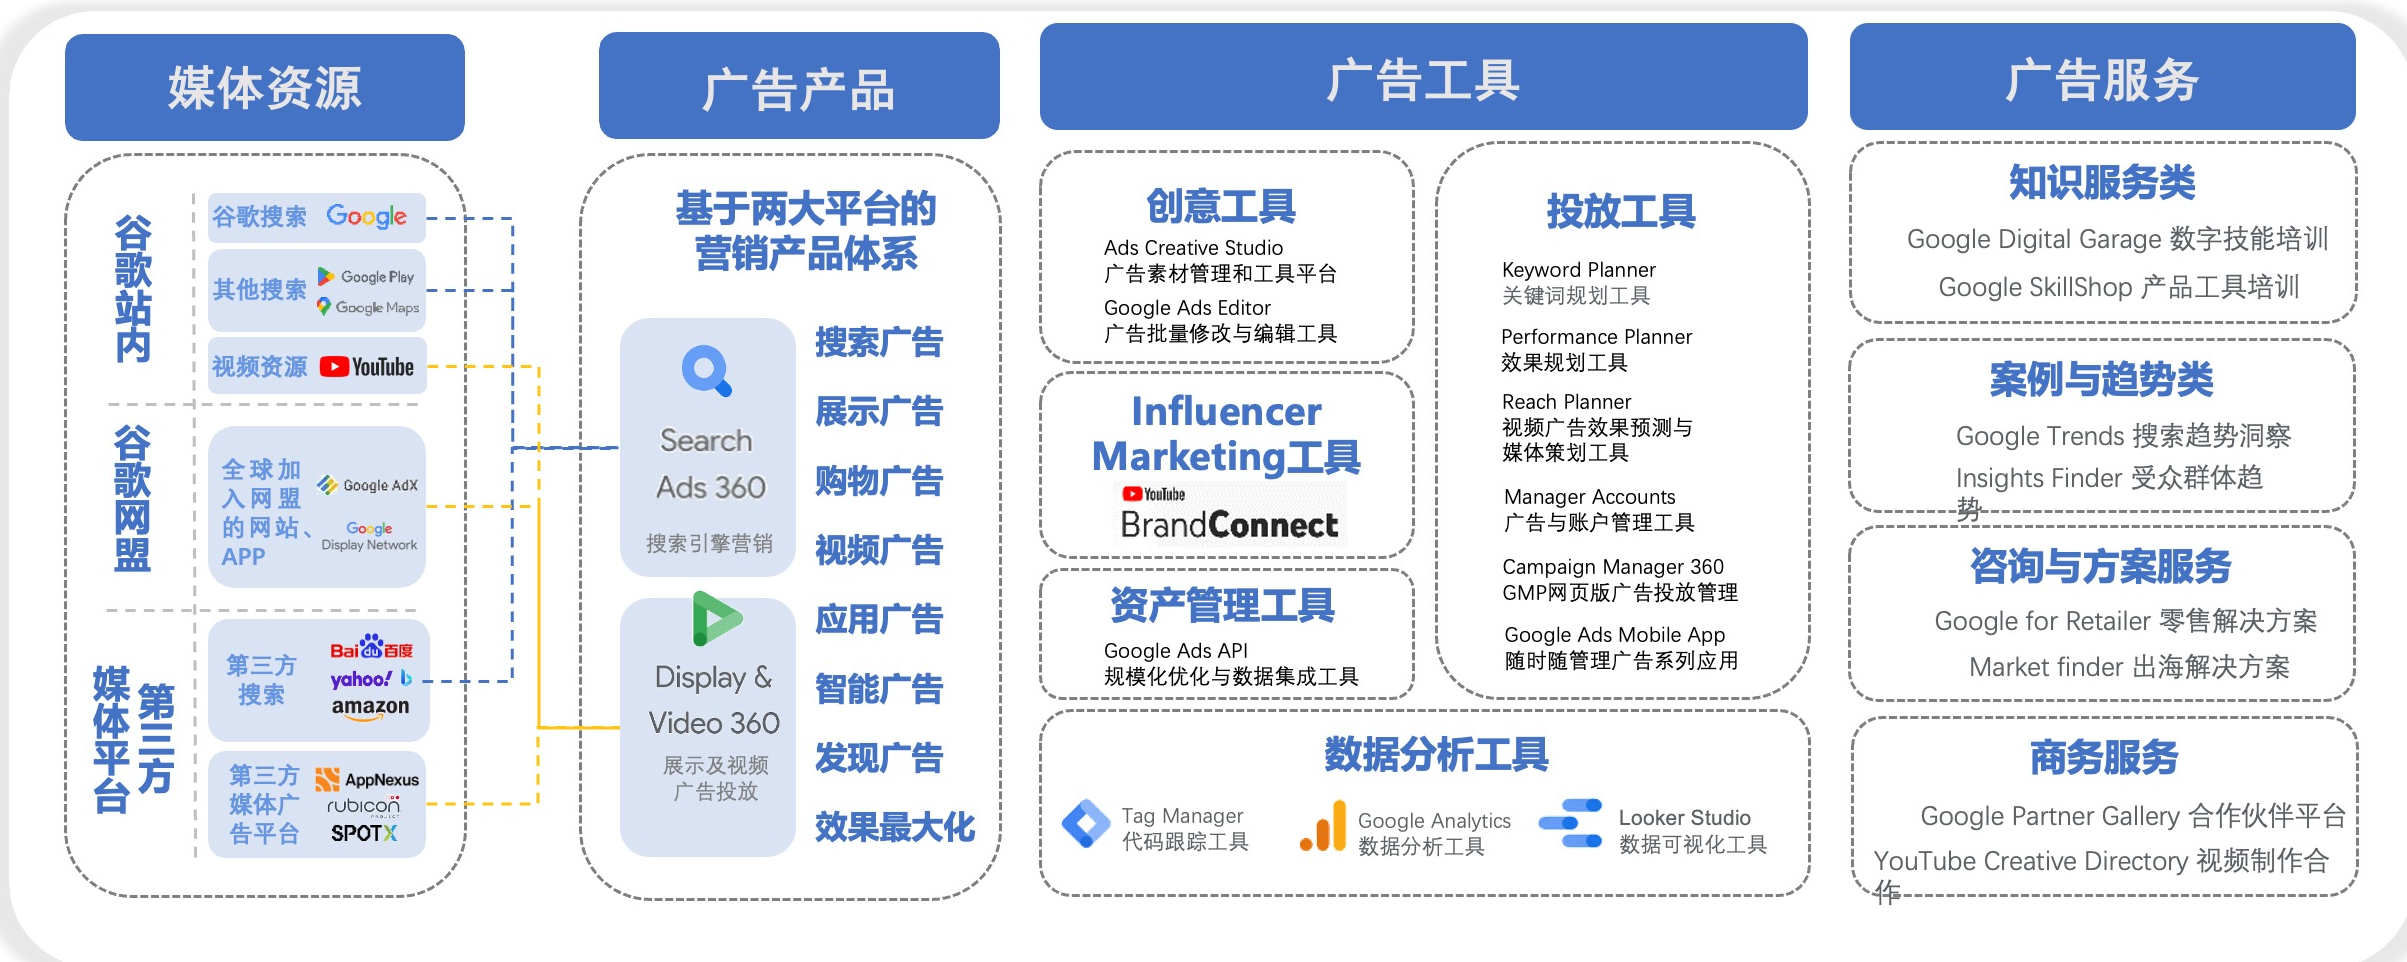 媒体资源
谷歌站内
谷歌搜索 Google
其他搜索 Google Play
Google Maps
视频资源 YouTube
谷歌网盟
全球加
入网盟
的网站、
APP
Google AdX
Google
Display Network
第三方
媒体平台
第三方
搜索
Bai du 百度
yahoo! b
amazon
第三方
媒体广
告平台
AppNexus
rubicon
PROJECT
SPOTX
广告产品
基于两大平台的
营销产品体系
Search
Ads 360
搜索引擎营销
Display &
Video 360
展示及视频
广告投放
搜索广告
展示广告
购物广告
视频广告
应用广告
智能广告
发现广告
效果最大化
广告工具
创意工具
Ads Creative Studio
广告素材管理和工具平台
Google Ads Editor
广告批量修改与编辑工具
Influencer
Marketing工具
YouTube
BrandConnect
资产管理工具
Google Ads API
规模化优化与数据集成工具
投放工具
Keyword Planner
关键词规划工具
Performance Planner
效果规划工具
Reach Planner
视频广告效果预测与
媒体策划工具
Manager Accounts
广告与账户管理工具
Campaign Manager 360
GMP网页版广告投放管理
Google Ads Mobile App
随时随管理广告系列应用
数据分析工具
Tag Manager
代码跟踪工具
Google Analytics
数据分析工具
Looker Studio
数据可视化工具
广告服务
知识服务类
Google Digital Garage 数字技能培训
Google SkillShop 产品工具培训
案例与趋势类
Google Trends 搜索趋势洞察
Insights Finder 受众群体趋
势
咨询与方案服务
Google for Retailer 零售解决方案
Market finder 出海解决方案
商务服务
Google Partner Gallery 合作伙伴平台
YouTube Creative Directory 视频制作合
作